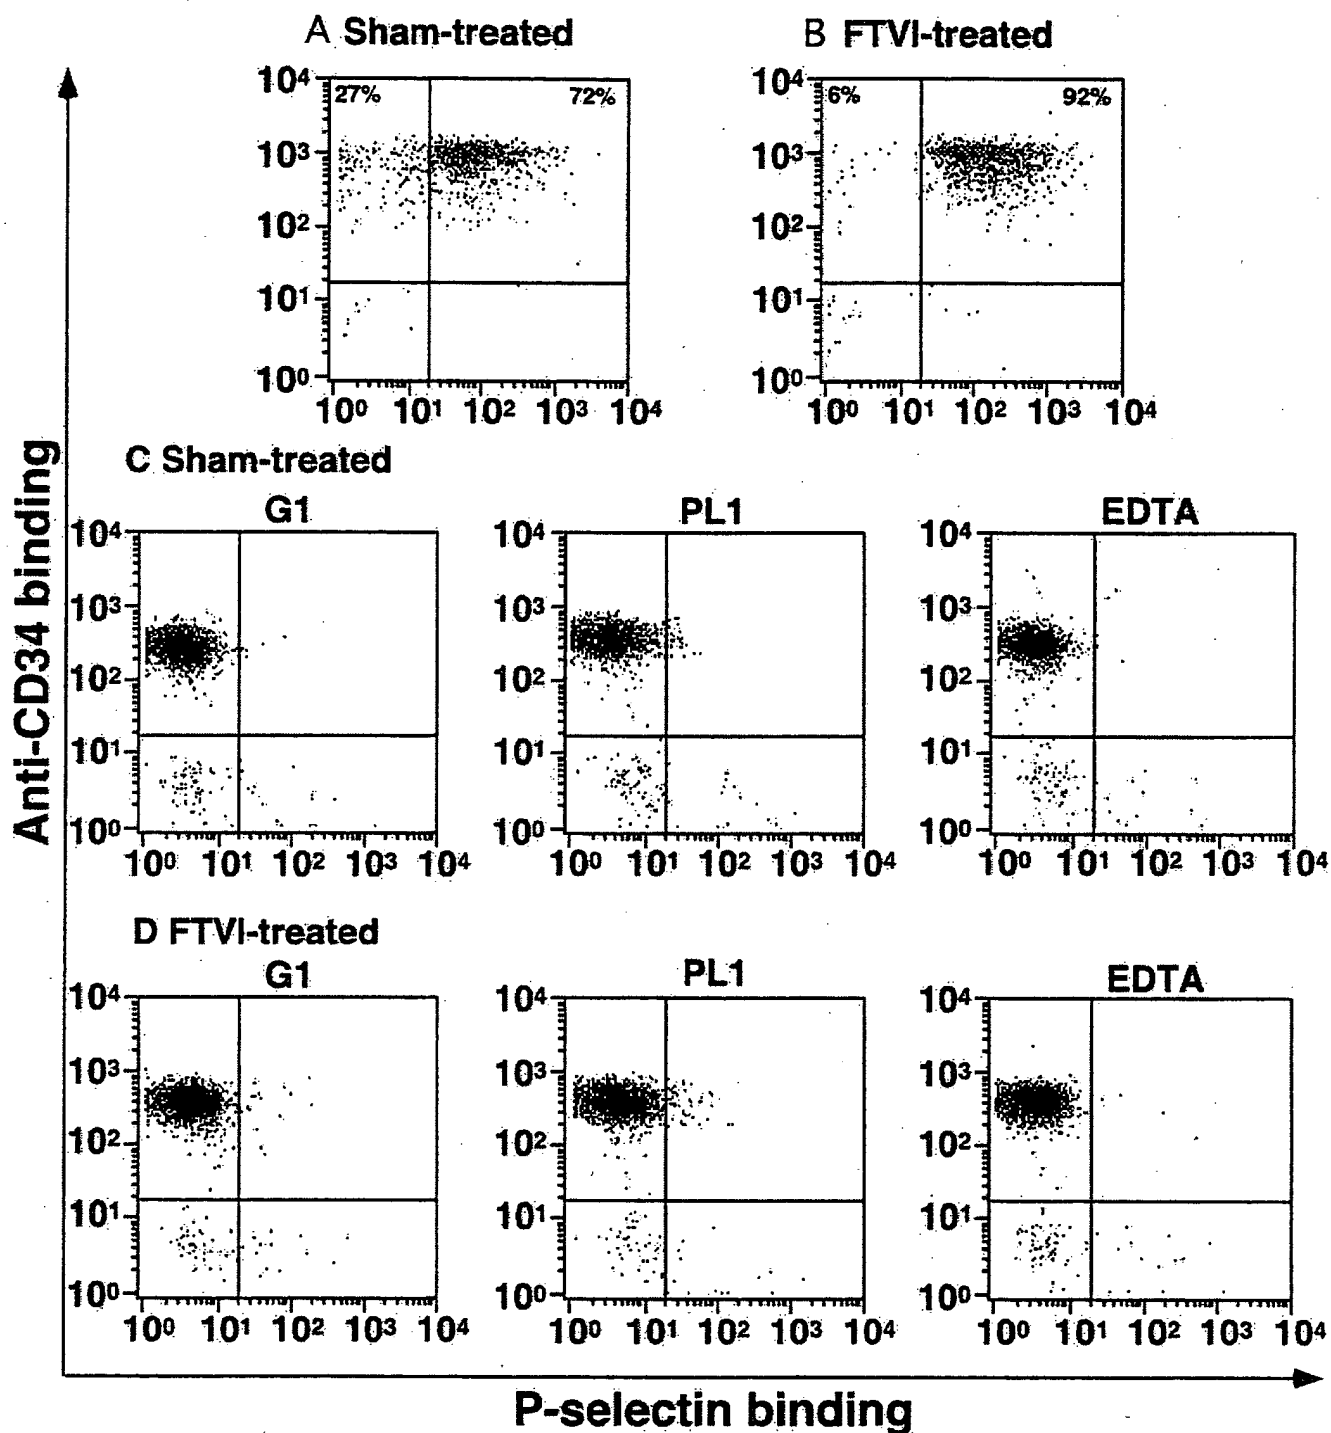 A Sham-treated B FTVI-treated
10⁴ 27% 72% 10⁴ 6% 92%
10³ 10³
10² 10²
10¹ 10¹
10⁰ 10⁰
10⁰ 10¹ 10² 10³ 10⁴ 10⁰ 10¹ 10² 10³ 10⁴
C Sham-treated
G1 PL1 EDTA
10⁴ 10⁴ 10⁴
10³ 10³ 10³
10² 10² 10²
10¹ 10¹ 10¹
10⁰ 10⁰ 10⁰
10⁰ 10¹ 10² 10³ 10⁴ 10⁰ 10¹ 10² 10³ 10⁴ 10⁰ 10¹ 10² 10³ 10⁴
Anti-CD34 binding
D FTVI-treated
G1 PL1 EDTA
10⁴ 10⁴ 10⁴
10³ 10³ 10³
10² 10² 10²
10¹ 10¹ 10¹
10⁰ 10⁰ 10⁰
10⁰ 10¹ 10² 10³ 10⁴ 10⁰ 10¹ 10² 10³ 10⁴ 10⁰ 10¹ 10² 10³ 10⁴
P-selectin binding